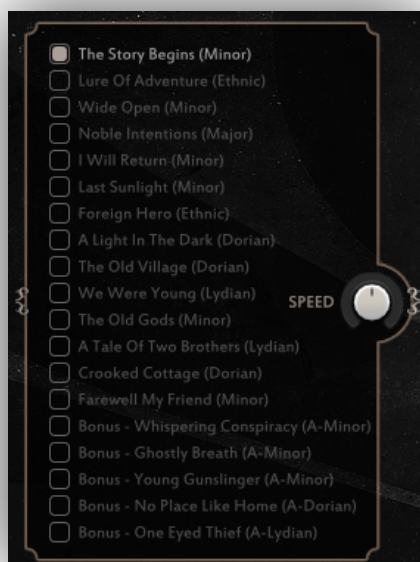 The Story Begins (Minor)
Lure Of Adventure (Ethnic)
Wide Open (Minor)
Noble Intentions (Major)
I Will Return (Minor)
Last Sunlight (Minor)
Foreign Hero (Ethnic)
A Light In The Dark (Dorian)
The Old Village (Dorian)
We Were Young (Lydian)
SPEED
The Old Gods (Minor)
A Tale Of Two Brothers (Lydian)
Crooked Cottage (Dorian)
Farewell My Friend (Minor)
Bonus - Whispering Conspiracy (A-Minor)
Bonus - Ghostly Breath (A-Minor)
Bonus - Young Gunslinger (A-Minor)
Bonus - No Place Like Home (A-Dorian)
Bonus - One Eyed Thief (A-Lydian)